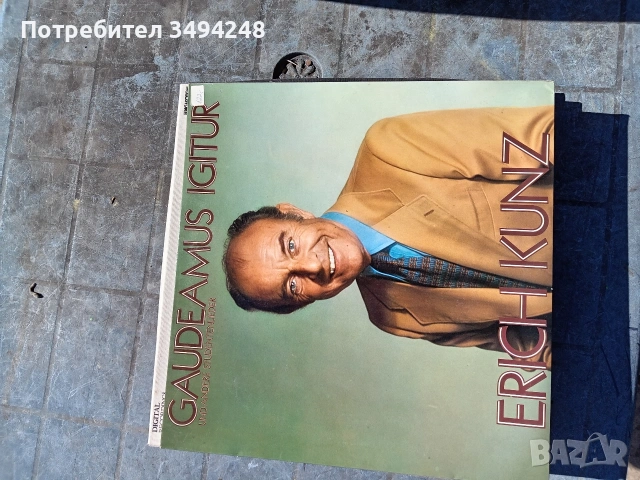 Потребител 3494248
GAUDEAMUS IGITUR
ERICH KUNZ
DIGITAL
BAZAR